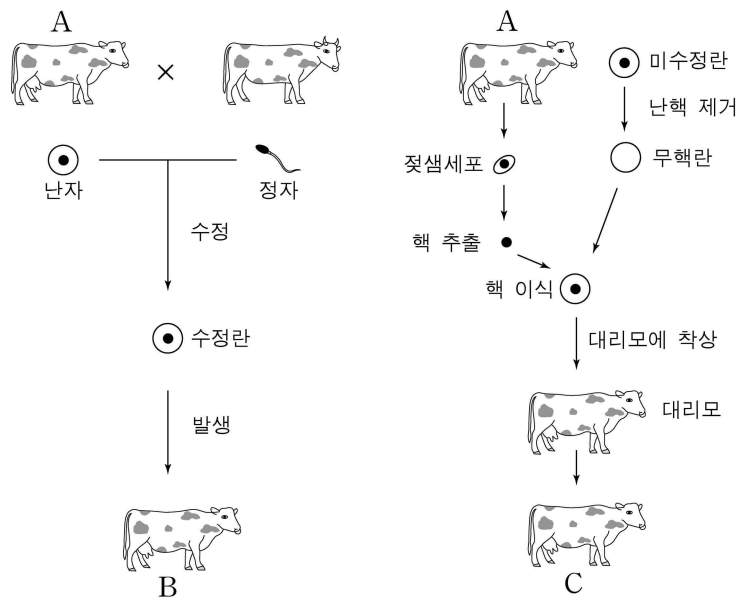 A
×
난자
정자
수정
수정란
발생
B
A
미수정란
난핵 제거
젖샘세포
무핵란
핵 추출
핵 이식
대리모에 착상
대리모
C